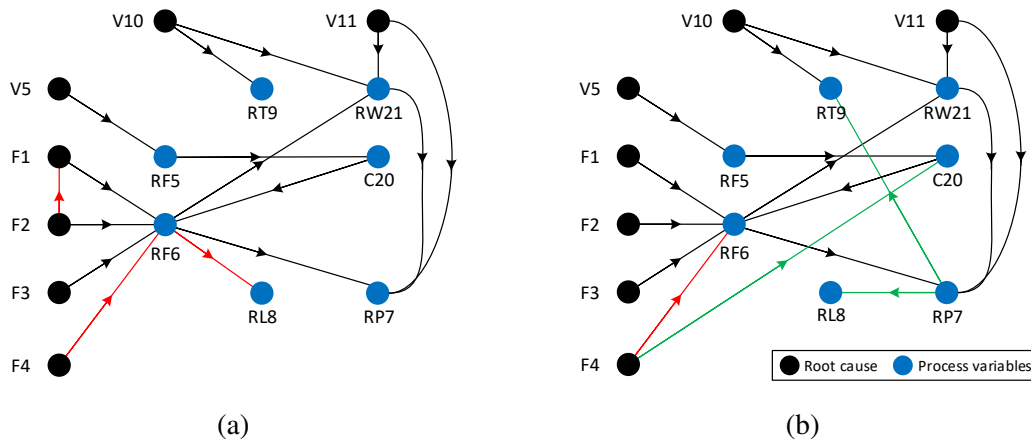 V10
V11
V5
RT9
RW21
F1
RF5
C20
F2
RF6
F3
RL8
RP7
F4
(a)
V10
V11
V5
RT9
RW21
F1
RF5
C20
F2
RF6
F3
RL8
RP7
F4
Root cause
Process variables
(b)